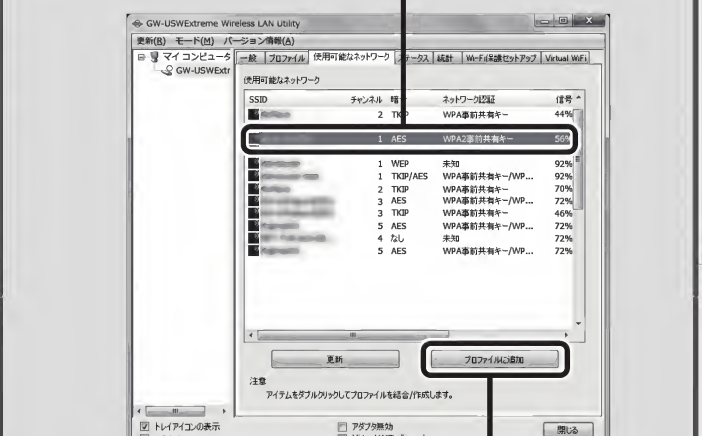 GW-USWExtreme Wireless LAN Utility
更新(R) モード(M) バージョン情報(A)
マイ コンピュータ
GW-USWExtr
一般 プロファイル 使用可能なネットワーク ステータス 統計 Wi-Fi保護セットアップ Virtual WiFi
使用可能なネットワーク
SSID チャンネル 暗 ネットワーク認証 信号
2 TKIP WPA事前共有キー 44%
1 AES WPA2事前共有キー 56%
1 WEP 未知 92%
1 TKIP/AES WPA事前共有キー/WP... 92%
2 TKIP WPA事前共有キー 70%
3 AES WPA事前共有キー/WP... 72%
3 TKIP WPA事前共有キー 46%
5 AES WPA事前共有キー/WP... 72%
4 なし 未知 72%
5 AES WPA事前共有キー/WP... 72%
更新 プロファイルに追加
注意
アイテムをダブルクリックしてプロファイルを結合/作成します。
トレイアイコンの表示 アダプタ無効 閉じる